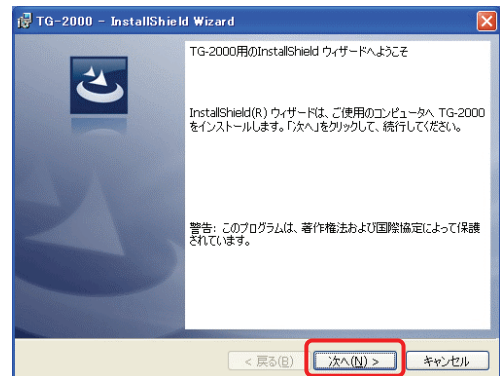 TG-2000 - InstallShield Wizard
TG-2000用のInstallShield ウィザードへようこそ
InstallShield(R) ウィザードは、ご使用のコンピュータへ TG-2000
をインストールします。「次へ」をクリックして、続行してください。
警告: このプログラムは、著作権法および国際協定によって保護
されています。
< 戻る(B) 次へ(N) > キャンセル